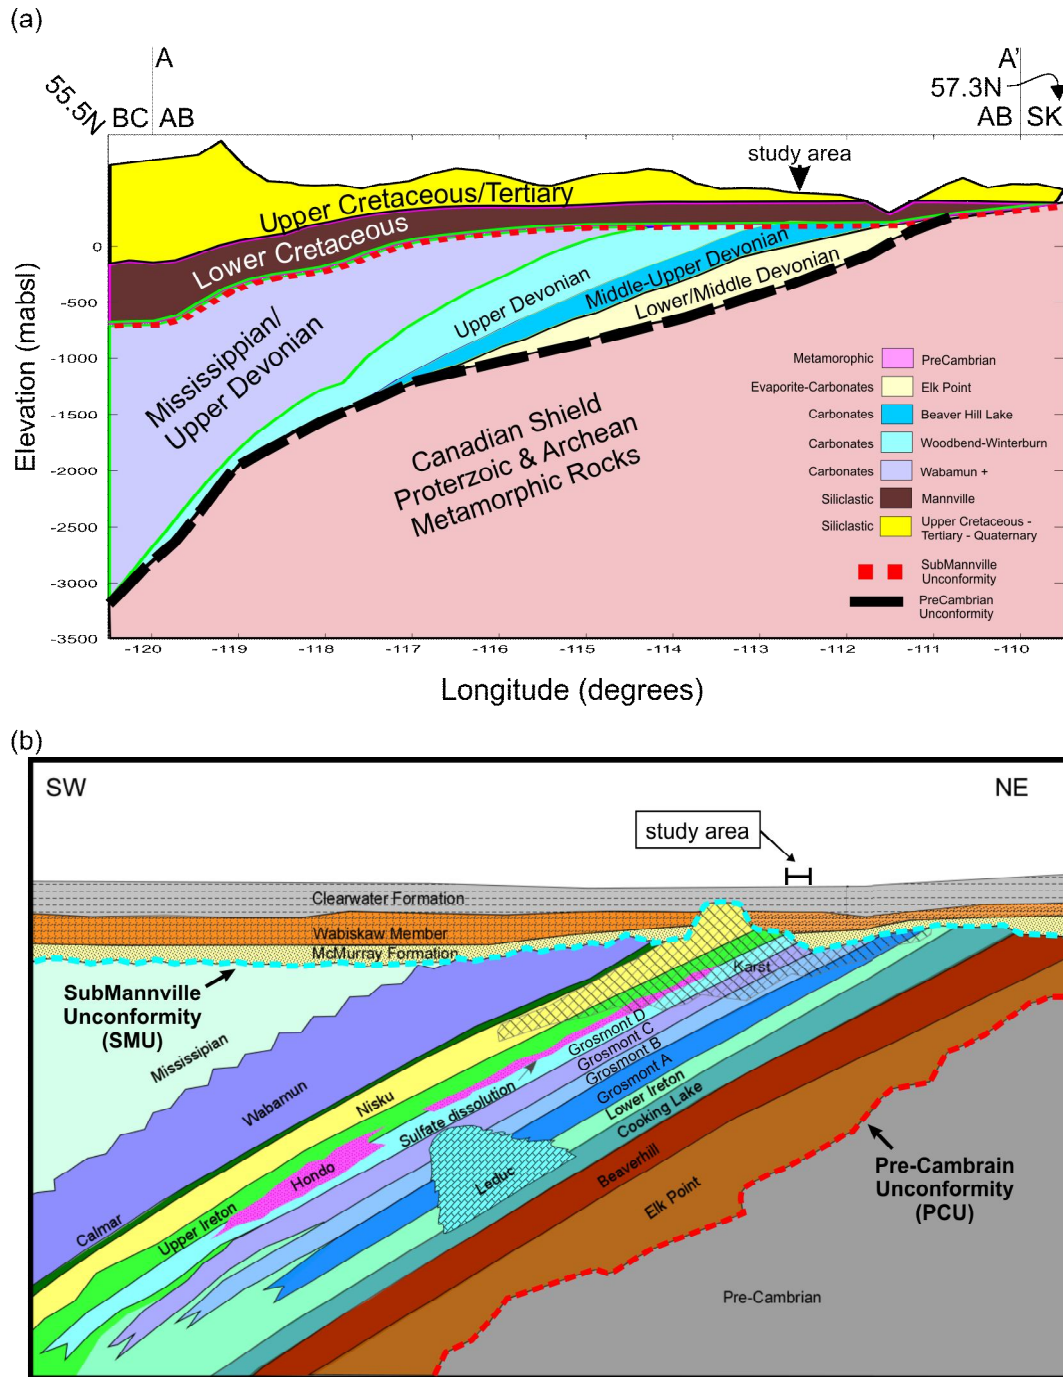 (a)
A
A'
55.5N
57.3N
BC
AB
AB
SK
study area
Upper Cretaceous/Tertiary
Lower Cretaceous
Mississippian/
Upper Devonian
Upper Devonian
Middle-Upper Devonian
Lower/Middle Devonian
Canadian Shield
Proterzoic & Archean
Metamorphic Rocks
Elevation (mabsl)
0
-500
-1000
-1500
-2000
-2500
-3000
-3500
Metamorphic PreCambrian
Evaporite-Carbonates Elk Point
Carbonates Beaver Hill Lake
Carbonates Woodbend-Winterburn
Carbonates Wabamun +
Siliclastic Mannville
Siliclastic Upper Cretaceous -
Tertiary - Quaternary
SubMannville
Unconformity
PreCambrian
Unconformity
-120 -119 -118 -117 -116 -115 -114 -113 -112 -111 -110
Longitude (degrees)
(b)
SW
NE
study area
Clearwater Formation
Wabiskaw Member
McMurray Formation
SubMannville
Unconformity
(SMU)
Mississipian
Wabamun
Calmar
Nisku
Upper Ireton
Hondo
Sulfate dissolution
Karst
Grosmont D
Grosmont C
Grosmont B
Grosmont A
Leduc
Lower Ireton
Cooking Lake
Beaverhill
Elk Point
Pre-Cambrain
Unconformity
(PCU)
Pre-Cambrian